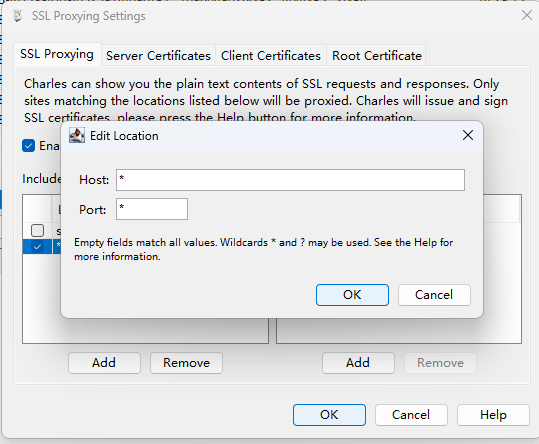 SSL Proxying Settings
SSL Proxying
Server Certificates
Client Certificates
Root Certificate
Charles can show you the plain text contents of SSL requests and responses. Only
sites matching the locations listed below will be proxied. Charles will issue and sign
SSL certificates, please press the Help button for more information.
Edit Location
Host: *
Port: *
Empty fields match all values. Wildcards * and ? may be used. See the Help for
more information.
OK
Cancel
Ena
Include
s
*
Add
Remove
Add
Remove
OK
Cancel
Help